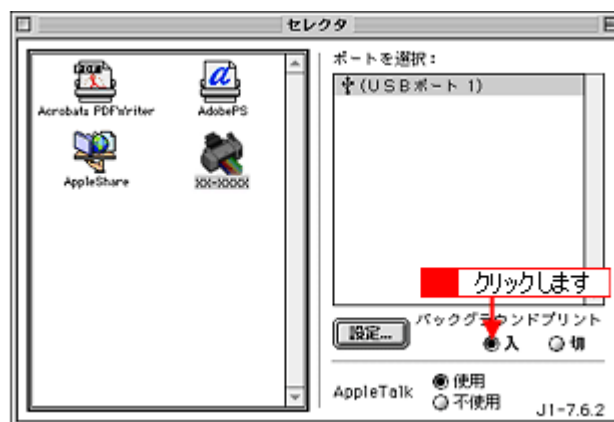 セレクタ
Acrobats PDFWriter
AdobePS
AppleShare
XX-XXXX
ポートを選択：
(USBポート 1)
クリックします
バックグラウンドプリント
設定...
入 切
AppleTalk
使用
不使用
J1-7.6.2